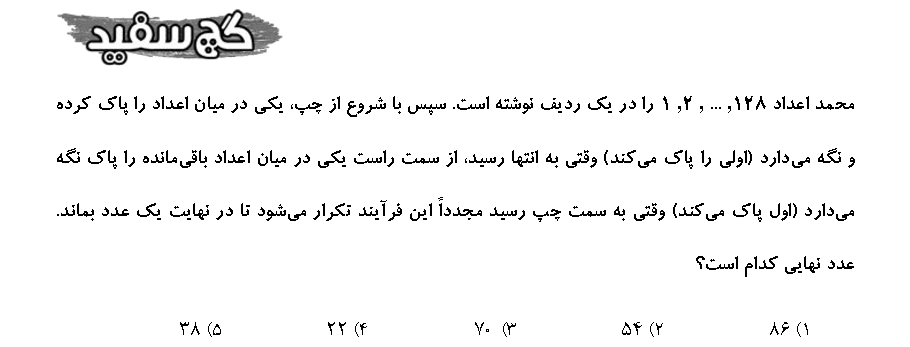 گچ سفید
محمد اعداد ۱۲۸, ... , ۲, ۱ را در یک ردیف نوشته است. سپس با شروع از چپ، یکی در میان اعداد را پاک کرده
و نگه می‌دارد (اولی را پاک می‌کند) وقتی به انتها رسید، از سمت راست یکی در میان اعداد باقی‌مانده را پاک نگه
می‌دارد (اول پاک می‌کند) وقتی به سمت چپ رسید مجدداً این فرآیند تکرار می‌شود تا در نهایت یک عدد بماند.
عدد نهایی کدام است؟
۱) ۸۶ ۲) ۵۴ ۳) ۷۰ ۴) ۲۲ ۵) ۳۸